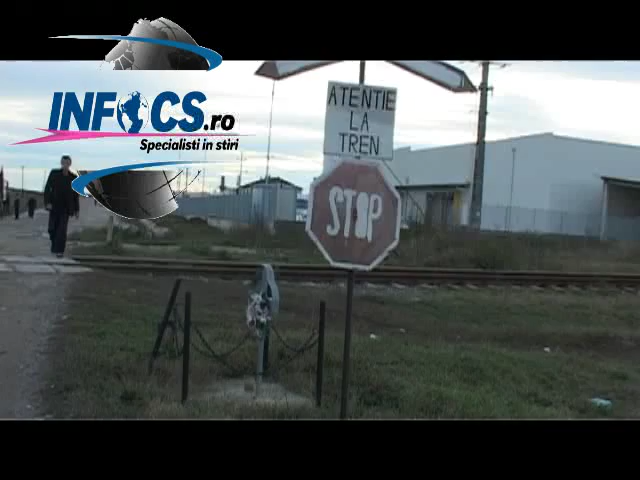 INFOCS.ro
Specialisti in stiri
ATENTIE
LA
TREN
STOP